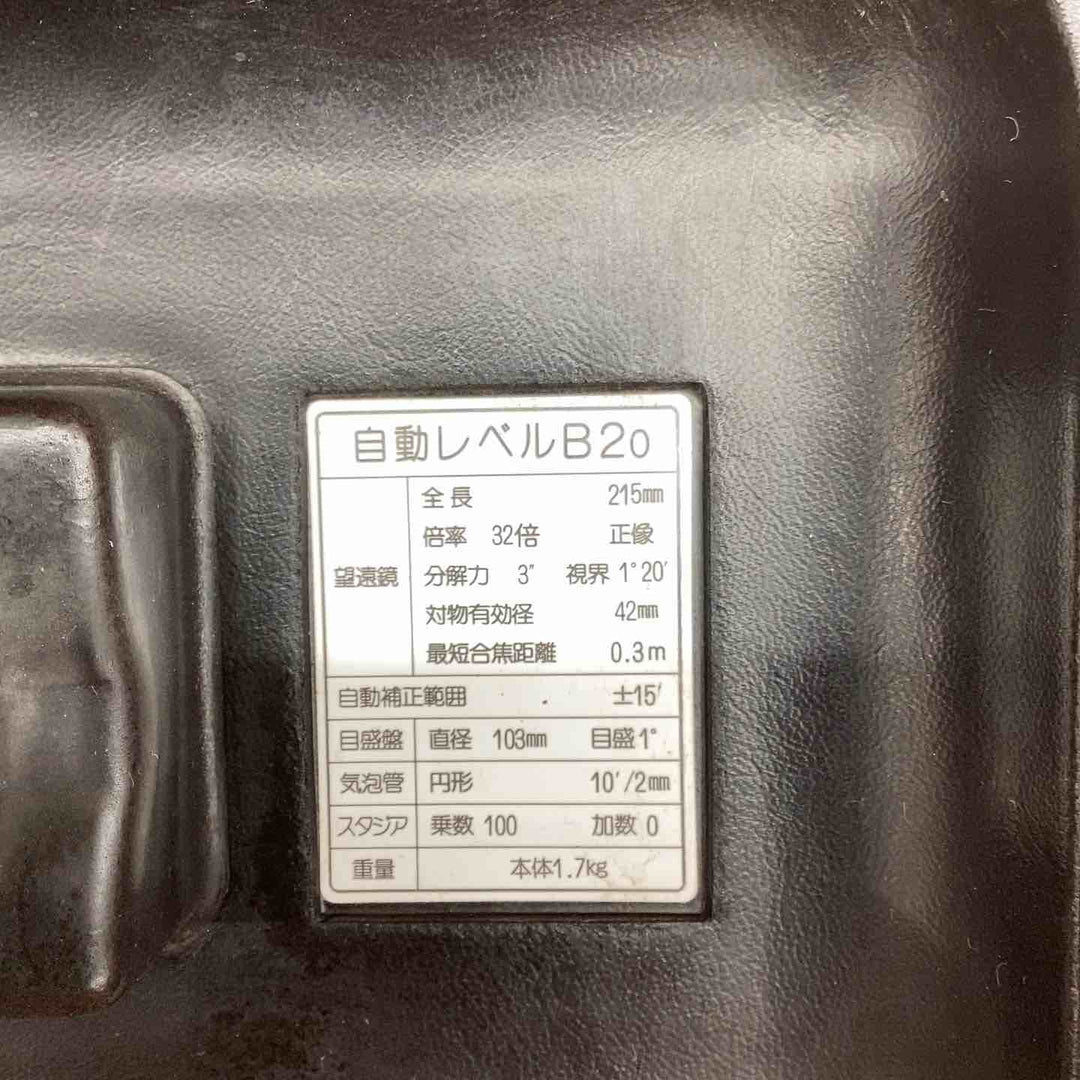 自動レベルB20
望遠鏡
全長 215mm
倍率 32倍 正像
分解力 3" 視界 1°20'
対物有効径 42mm
最短合焦距離 0.3m
自動補正範囲 ±15'
目盛盤 直径 103mm 目盛1°
気泡管 円形 10'/2mm
スタジア 乗数 100 加数 0
重量 本体1.7kg